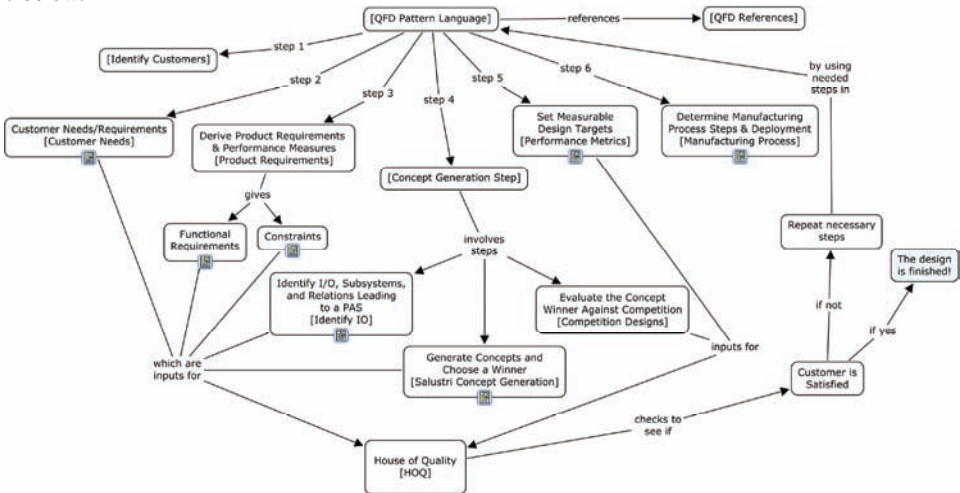 [QFD Pattern Language]
references
[QFD References]
step 1
[Identify Customers]
step 2
step 3
step 4
step 5
step 6
by using
needed
steps in
Customer Needs/Requirements
[Customer Needs]
Derive Product Requirements
& Performance Measures
[Product Requirements]
Set Measurable
Design Targets
[Performance Metrics]
Determine Manufacturing
Process Steps & Deployment
[Manufacturing Process]
[Concept Generation Step]
gives
Functional
Requirements
Constraints
involves
steps
Repeat necessary
steps
The design
is finished!
Identify I/O, Subsystems,
and Relations Leading
to a PAS
[Identify IO]
Evaluate the Concept
Winner Against Competition
[Competition Designs]
if not
if yes
which are
inputs for
Generate Concepts and
Choose a Winner
[Salustri Concept Generation]
inputs for
Customer is
Satisfied
checks to
see if
House of Quality
[HOQ]